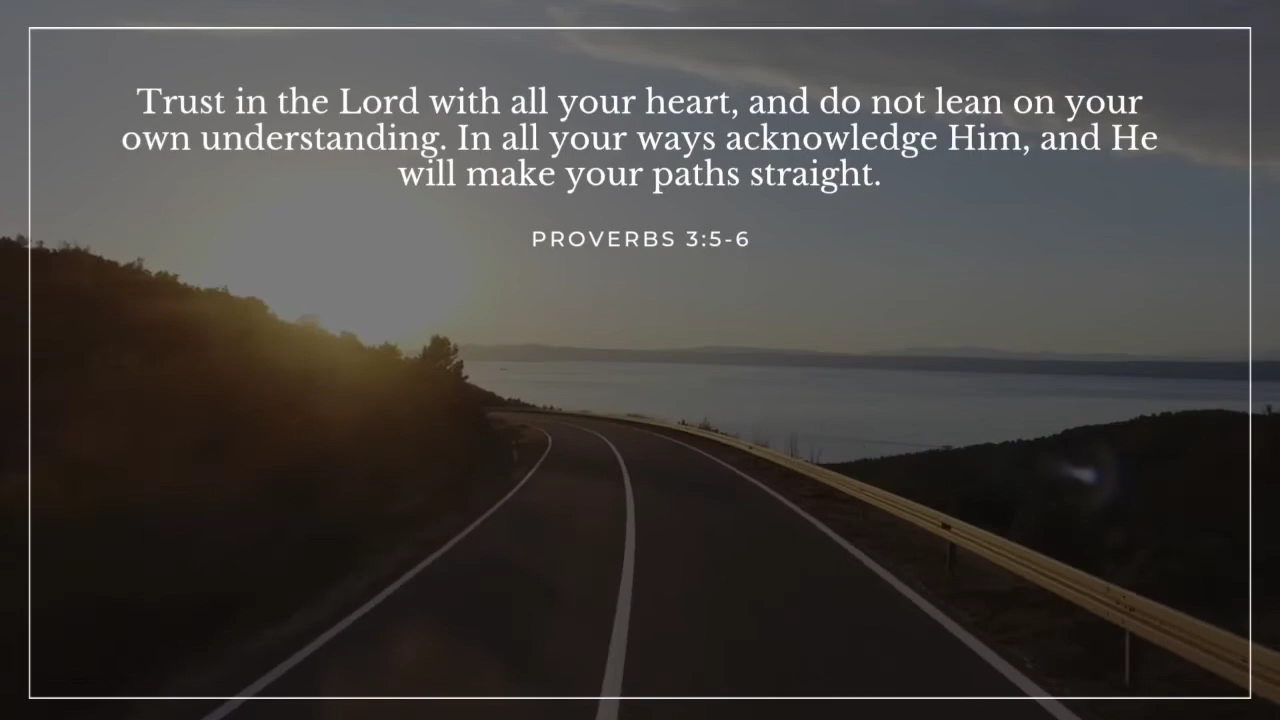 Trust in the Lord with all your heart, and do not lean on your
own understanding. In all your ways acknowledge Him, and He
will make your paths straight.
PROVERBS 3:5-6